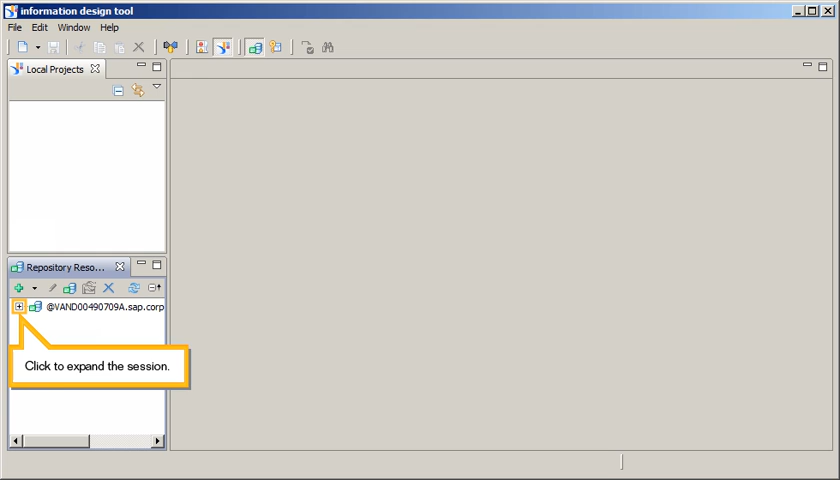 information design tool
File Edit Window Help
Local Projects
Repository Reso...
@VAND00490709A.sap.corp
Click to expand the session.